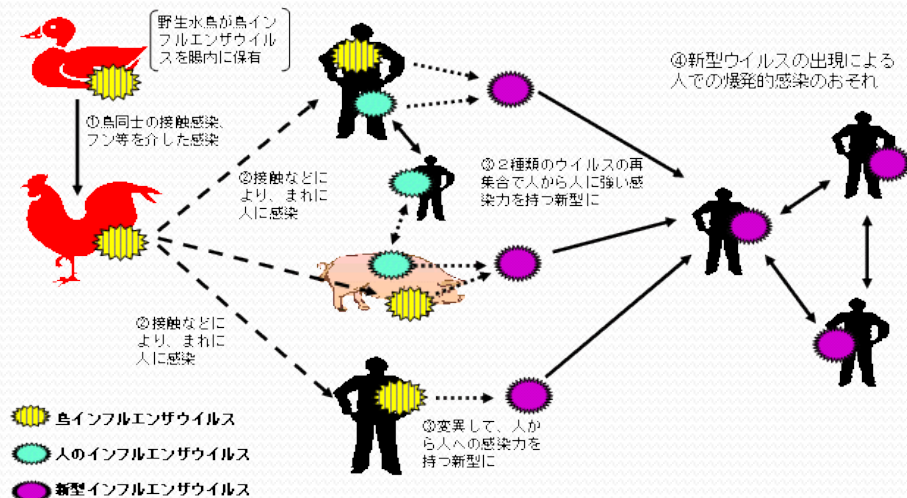 野生水鳥が鳥イン
フルエンザウイル
スを腸内に保有
①鳥同士の接触感染、
フン等を介した感染
②接触などに
より、まれに
人に感染
②接触などに
より、まれに
人に感染
③２種類のウイルスの再
集合で人から人に強い感
染力を持つ新型に
③変異して、人か
ら人への感染力を
持つ新型に
④新型ウイルスの出現による
人での爆発的感染のおそれ
鳥インフルエンザウイルス
人のインフルエンザウイルス
新型インフルエンザウイルス